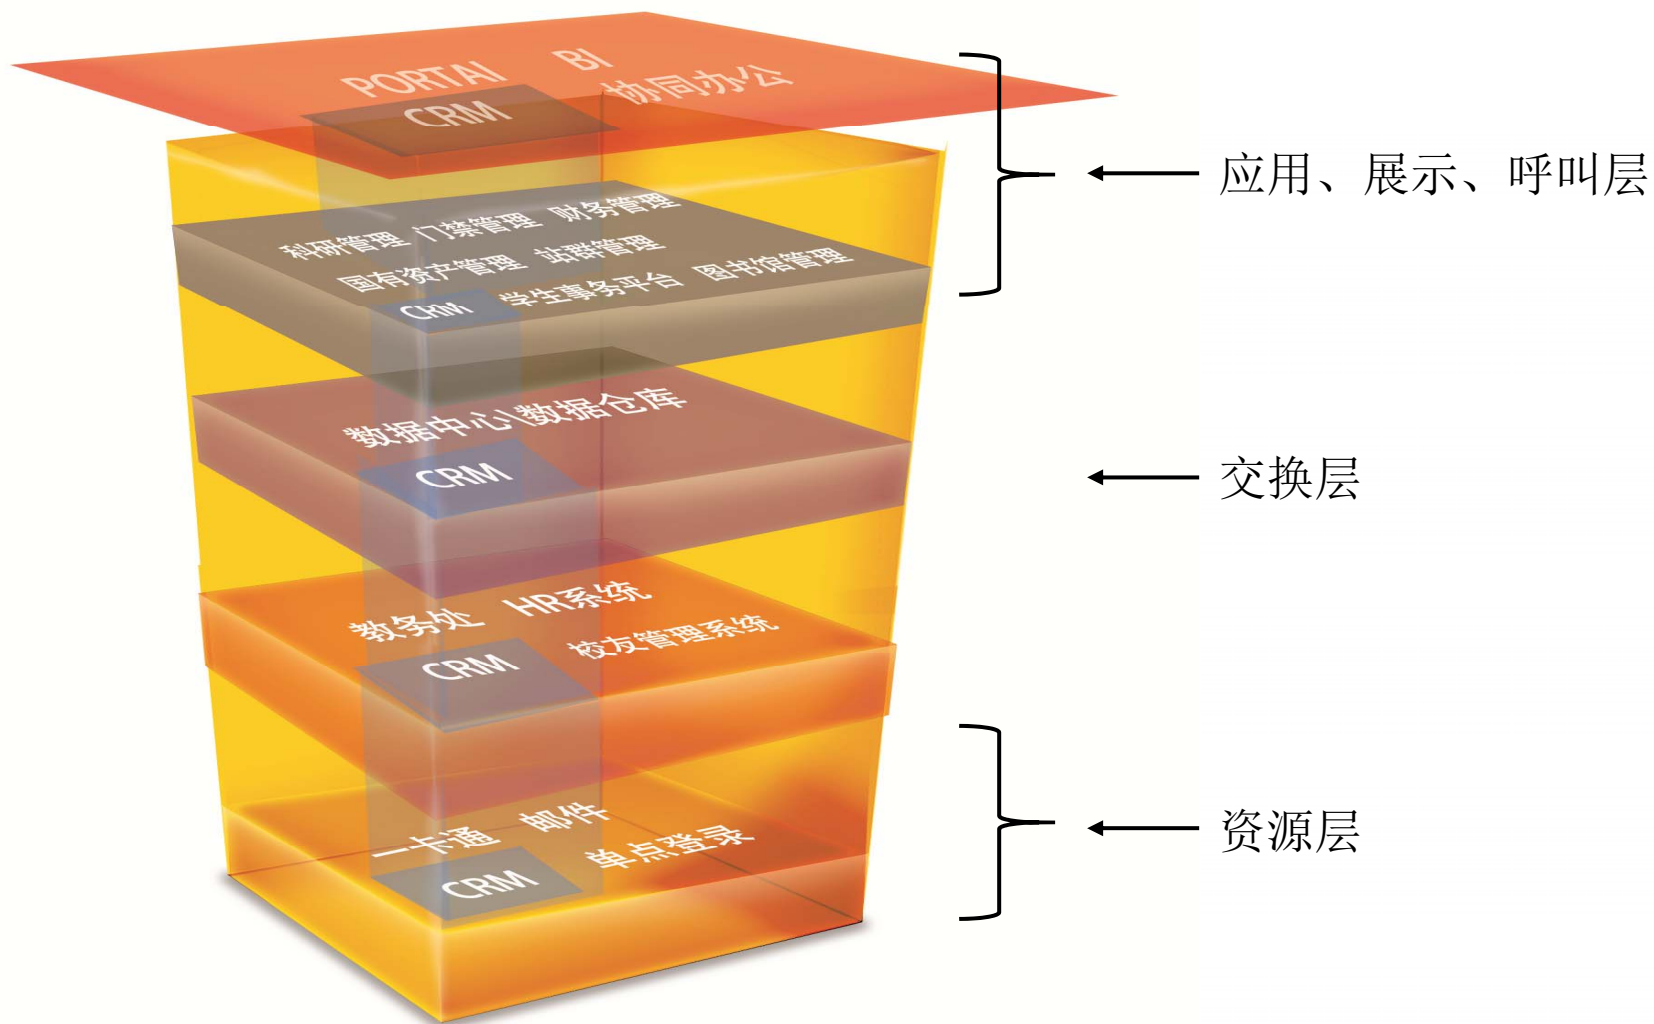 PORTAI BI
CRM 协同办公
应用、展示、呼叫层
科研管理 门禁管理 财务管理
国有资产管理 站群管理
CRM 学生事务平台 图书馆管理
数据中心\数据仓库
CRM
交换层
教务处 HR系统
CRM 校友管理系统
一卡通 邮件
CRM 单点登录
资源层